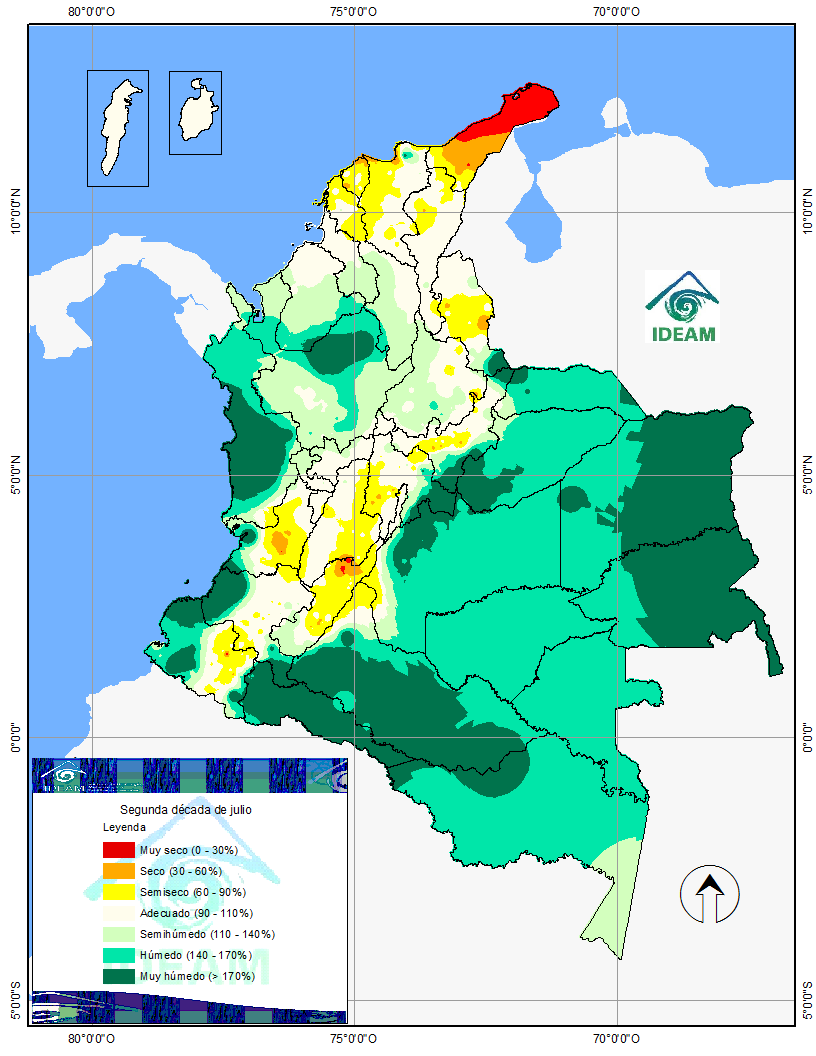 80°0'0"O 75°0'0"O 70°0'0"O
10°0'0"N 10°0'0"N
IDEAM
5°0'0"N 5°0'0"N
0°0'0" 0°0'0"
IDEAM
Segunda década de julio
Leyenda
Muy seco (0 - 30%)
Seco (30 - 60%)
Semiseco (60 - 90%)
Adecuado (90 - 110%)
Semihúmedo (110 - 140%)
Húmedo (140 - 170%)
Muy húmedo (> 170%)
IDEAM
5°0'0"S 5°0'0"S
80°0'0"O 75°0'0"O 70°0'0"O